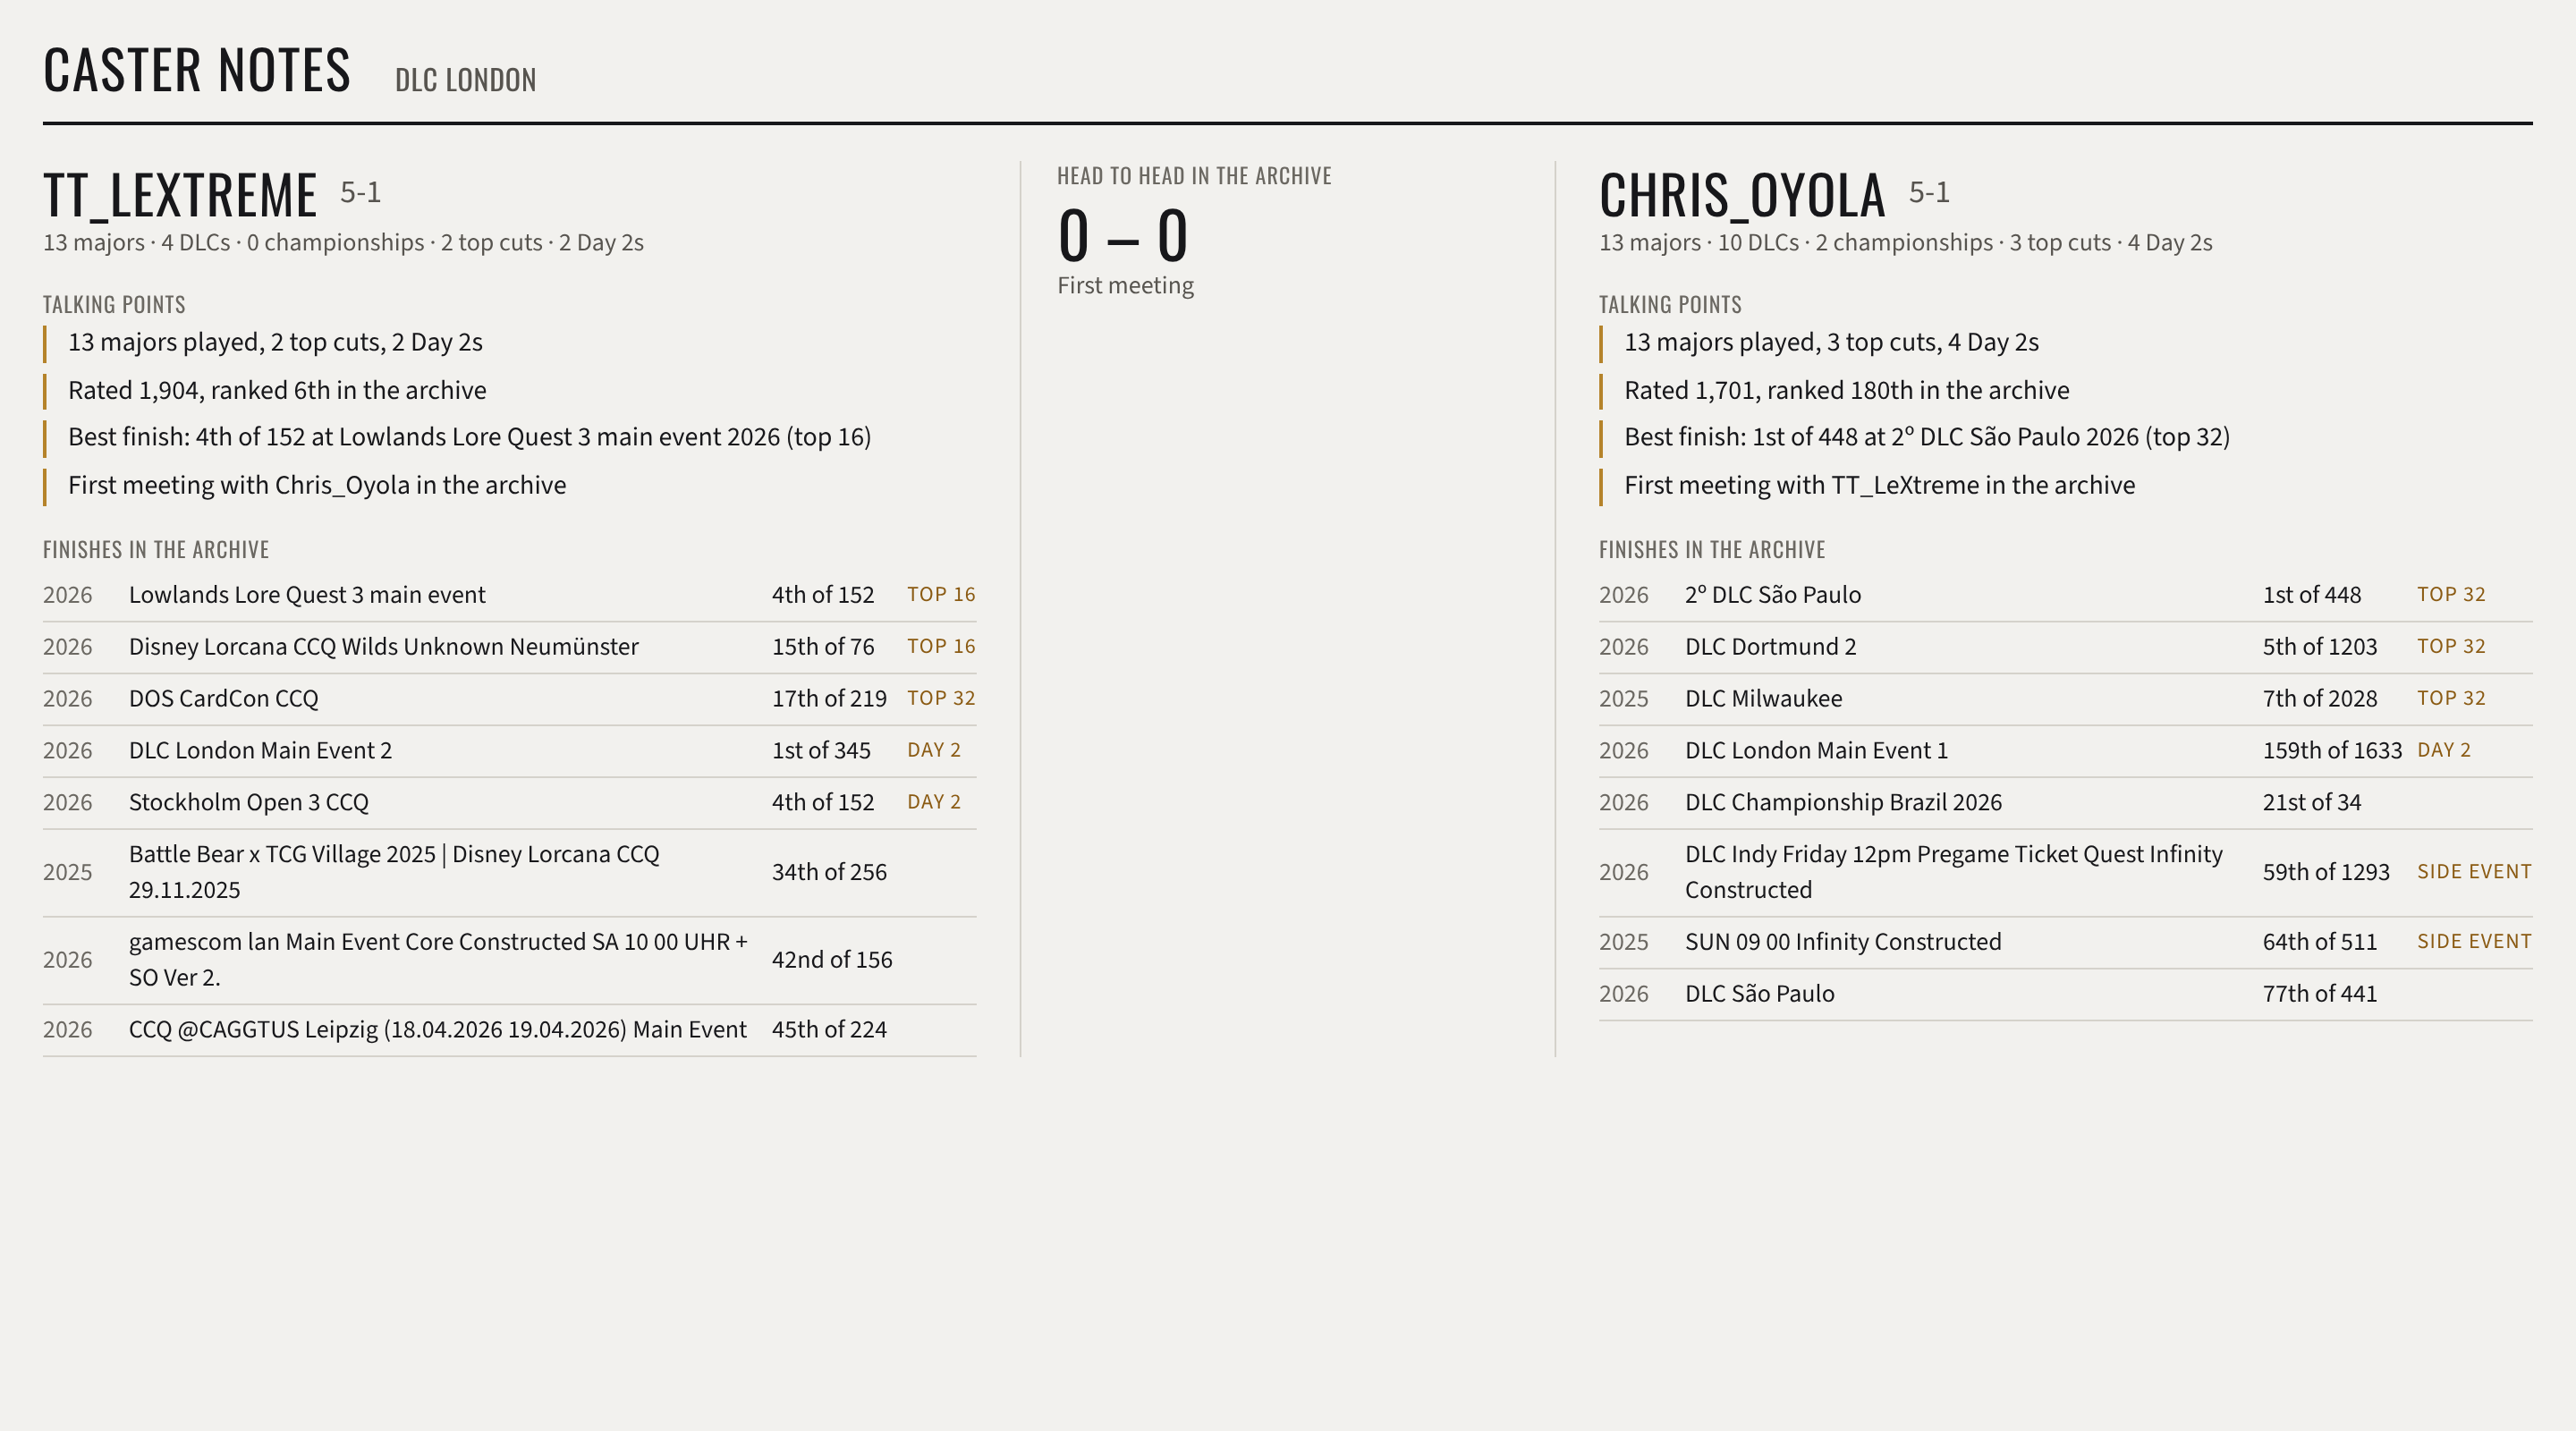 CASTER NOTES DLC LONDON
TT_LEXTREME 5-1
13 majors · 4 DLCs · 0 championships · 2 top cuts · 2 Day 2s
TALKING POINTS
13 majors played, 2 top cuts, 2 Day 2s
Rated 1,904, ranked 6th in the archive
Best finish: 4th of 152 at Lowlands Lore Quest 3 main event 2026 (top 16)
First meeting with Chris_Oyola in the archive
FINISHES IN THE ARCHIVE
2026 Lowlands Lore Quest 3 main event 4th of 152 TOP 16
2026 Disney Lorcana CCQ Wilds Unknown Neumünster 15th of 76 TOP 16
2026 DOS CardCon CCQ 17th of 219 TOP 32
2026 DLC London Main Event 2 1st of 345 DAY 2
2026 Stockholm Open 3 CCQ 4th of 152 DAY 2
2025 Battle Bear x TCG Village 2025 | Disney Lorcana CCQ
29.11.2025 34th of 256
2026 gamescom lan Main Event Core Constructed SA 10 00 UHR +
SO Ver 2. 42nd of 156
2026 CCQ @CAGGTUS Leipzig (18.04.2026 19.04.2026) Main Event 45th of 224
HEAD TO HEAD IN THE ARCHIVE
0 – 0
First meeting
CHRIS_OYOLA 5-1
13 majors · 10 DLCs · 2 championships · 3 top cuts · 4 Day 2s
TALKING POINTS
13 majors played, 3 top cuts, 4 Day 2s
Rated 1,701, ranked 180th in the archive
Best finish: 1st of 448 at 2º DLC São Paulo 2026 (top 32)
First meeting with TT_LeXtreme in the archive
FINISHES IN THE ARCHIVE
2026 2º DLC São Paulo 1st of 448 TOP 32
2026 DLC Dortmund 2 5th of 1203 TOP 32
2025 DLC Milwaukee 7th of 2028 TOP 32
2026 DLC London Main Event 1 159th of 1633 DAY 2
2026 DLC Championship Brazil 2026 21st of 34
2026 DLC Indy Friday 12pm Pregame Ticket Quest Infinity
Constructed 59th of 1293 SIDE EVENT
2025 SUN 09 00 Infinity Constructed 64th of 511 SIDE EVENT
2026 DLC São Paulo 77th of 441